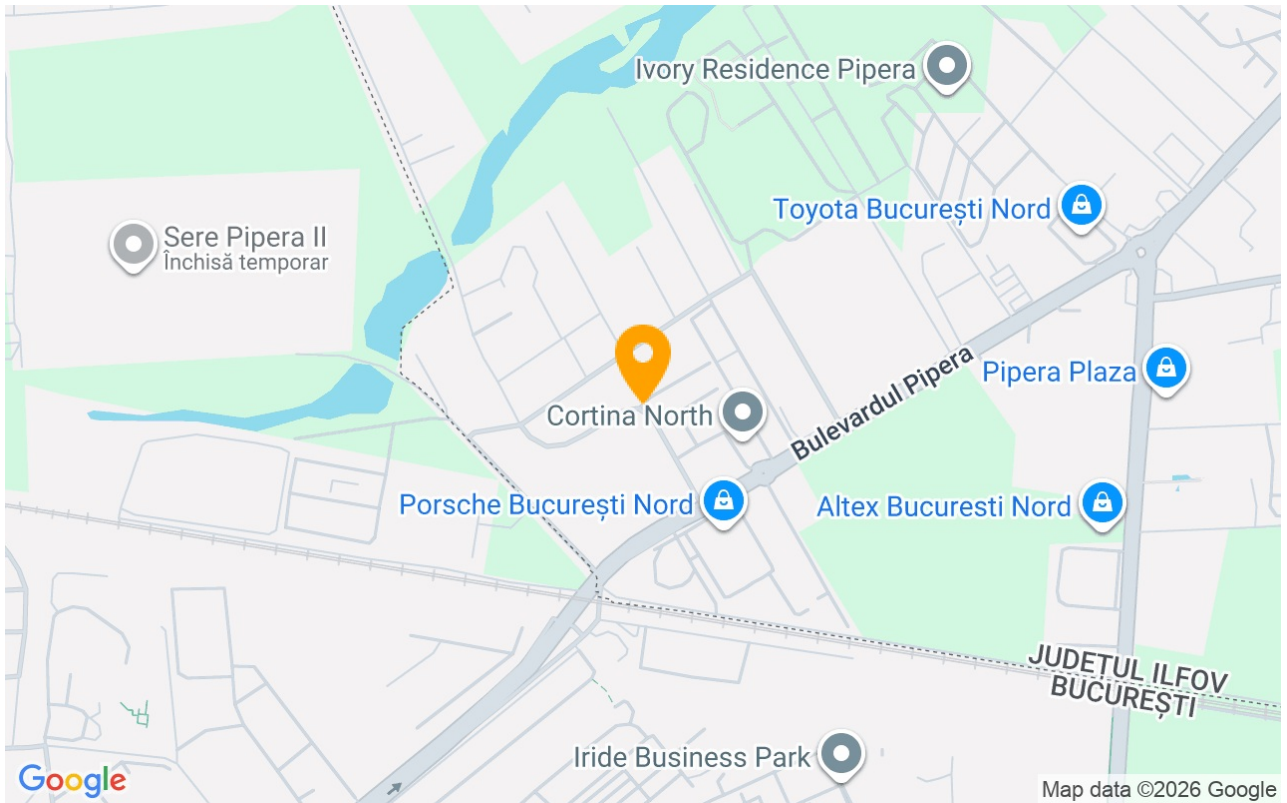 Ivory Residence Pipera
Toyota București Nord
Sere Pipera II
Închisă temporar
Bulevardul Pipera
Pipera Plaza
Cortina North
Porsche București Nord
Altex Bucuresti Nord
JUDEȚUL ILFOV
BUCUREȘTI
Iride Business Park
Google
Map data ©2026 Google